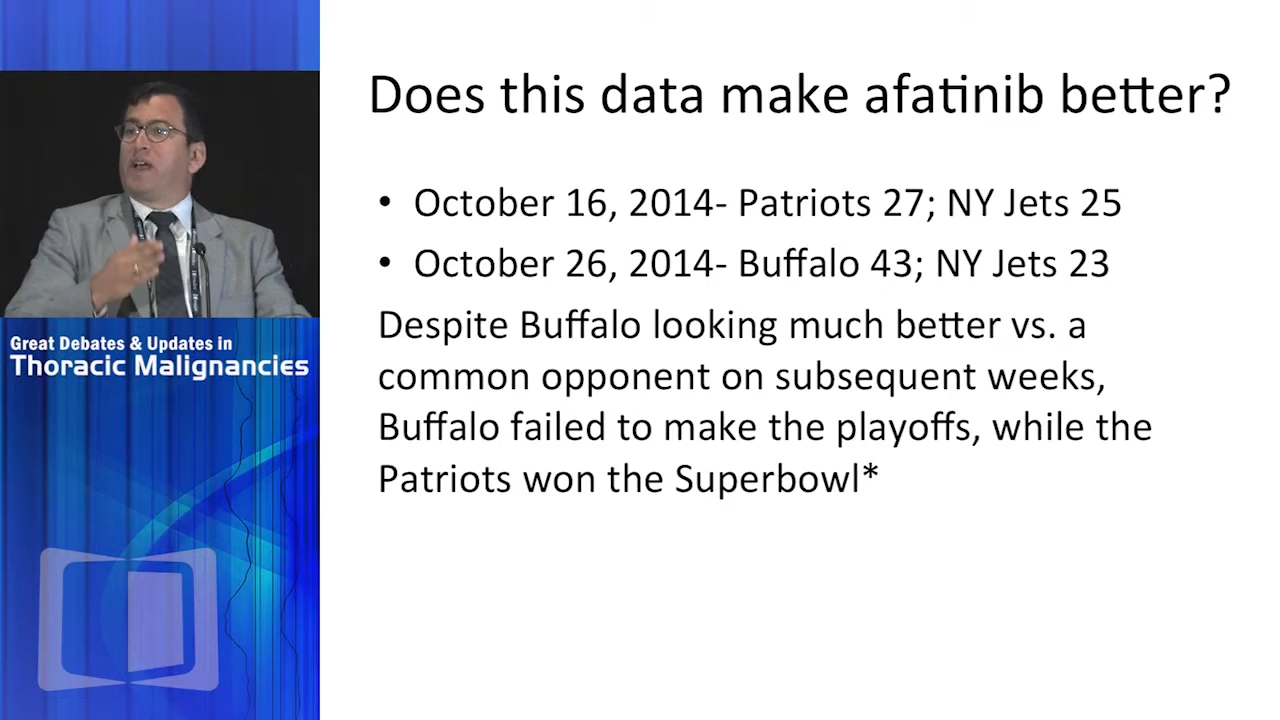 Does this data make afatinib better?
• October 16, 2014- Patriots 27; NY Jets 25
• October 26, 2014- Buffalo 43; NY Jets 23
Despite Buffalo looking much better vs. a
common opponent on subsequent weeks,
Buffalo failed to make the playoffs, while the
Patriots won the Superbowl*
Great Debates & Updates in
Thoracic Malignancies